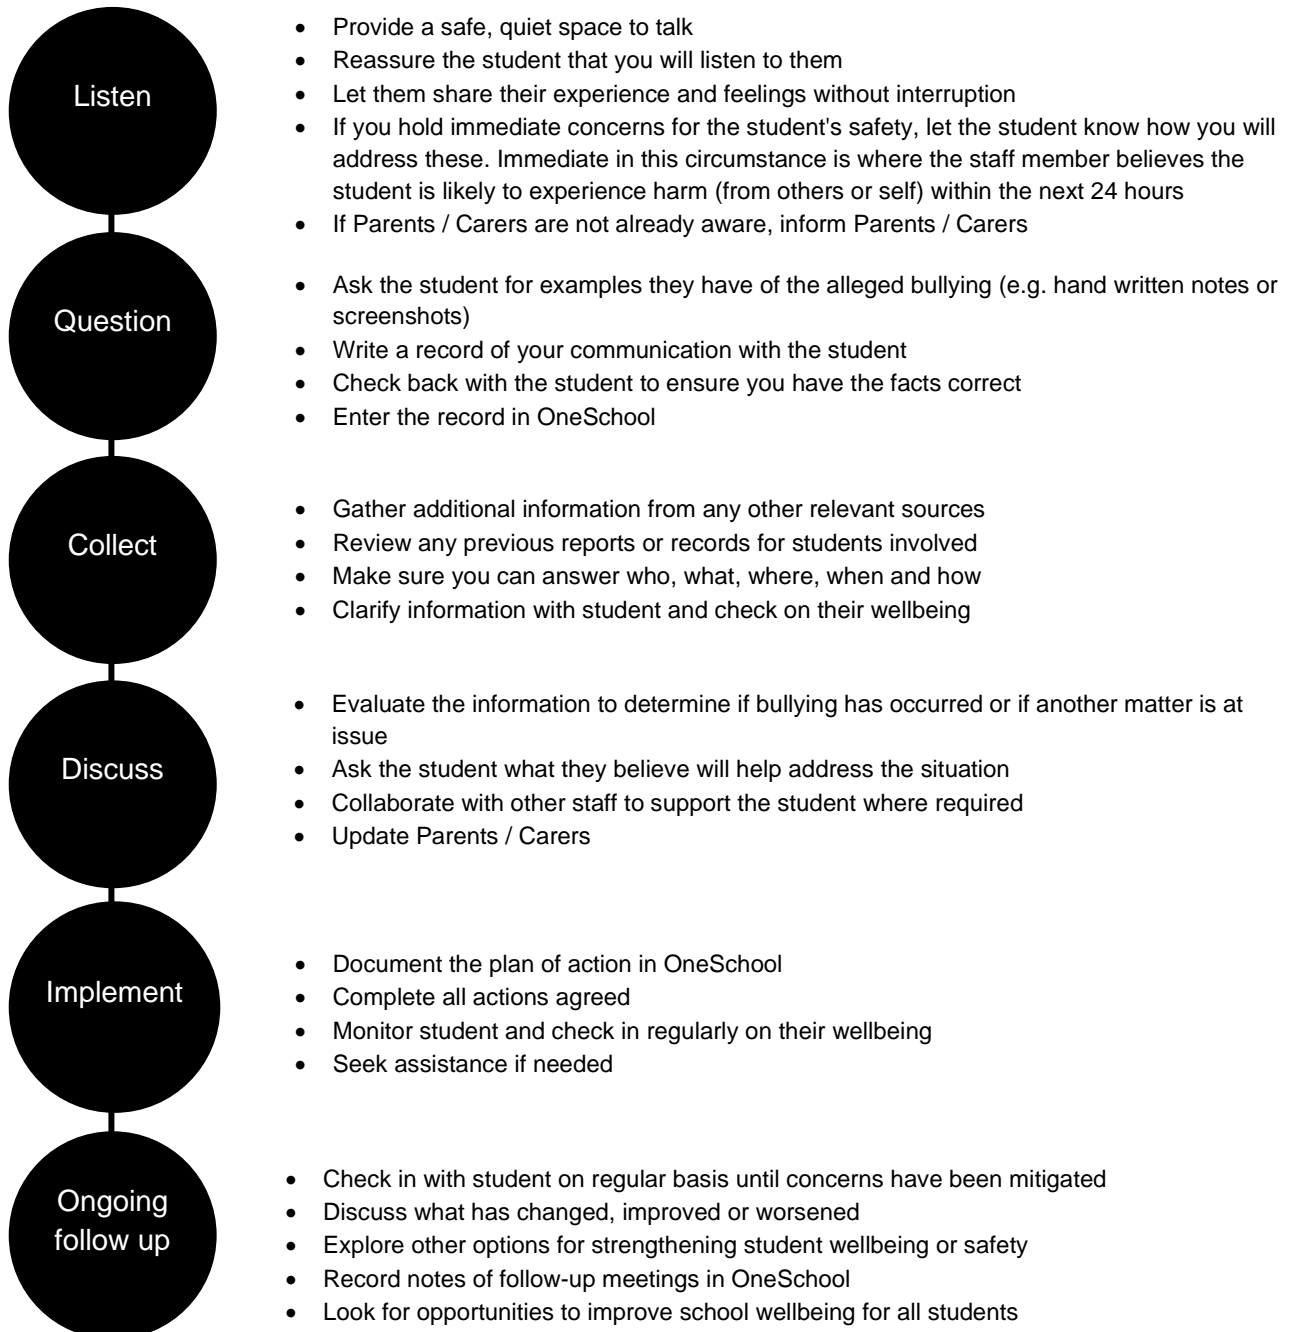 Listen
• Provide a safe, quiet space to talk
• Reassure the student that you will listen to them
• Let them share their experience and feelings without interruption
• If you hold immediate concerns for the student's safety, let the student know how you will
address these. Immediate in this circumstance is where the staff member believes the
student is likely to experience harm (from others or self) within the next 24 hours
• If Parents / Carers are not already aware, inform Parents / Carers
Question
• Ask the student for examples they have of the alleged bullying (e.g. hand written notes or
screenshots)
• Write a record of your communication with the student
• Check back with the student to ensure you have the facts correct
• Enter the record in OneSchool
Collect
• Gather additional information from any other relevant sources
• Review any previous reports or records for students involved
• Make sure you can answer who, what, where, when and how
• Clarify information with student and check on their wellbeing
Discuss
• Evaluate the information to determine if bullying has occurred or if another matter is at
issue
• Ask the student what they believe will help address the situation
• Collaborate with other staff to support the student where required
• Update Parents / Carers
Implement
• Document the plan of action in OneSchool
• Complete all actions agreed
• Monitor student and check in regularly on their wellbeing
• Seek assistance if needed
Ongoing
follow up
• Check in with student on regular basis until concerns have been mitigated
• Discuss what has changed, improved or worsened
• Explore other options for strengthening student wellbeing or safety
• Record notes of follow-up meetings in OneSchool
• Look for opportunities to improve school wellbeing for all students